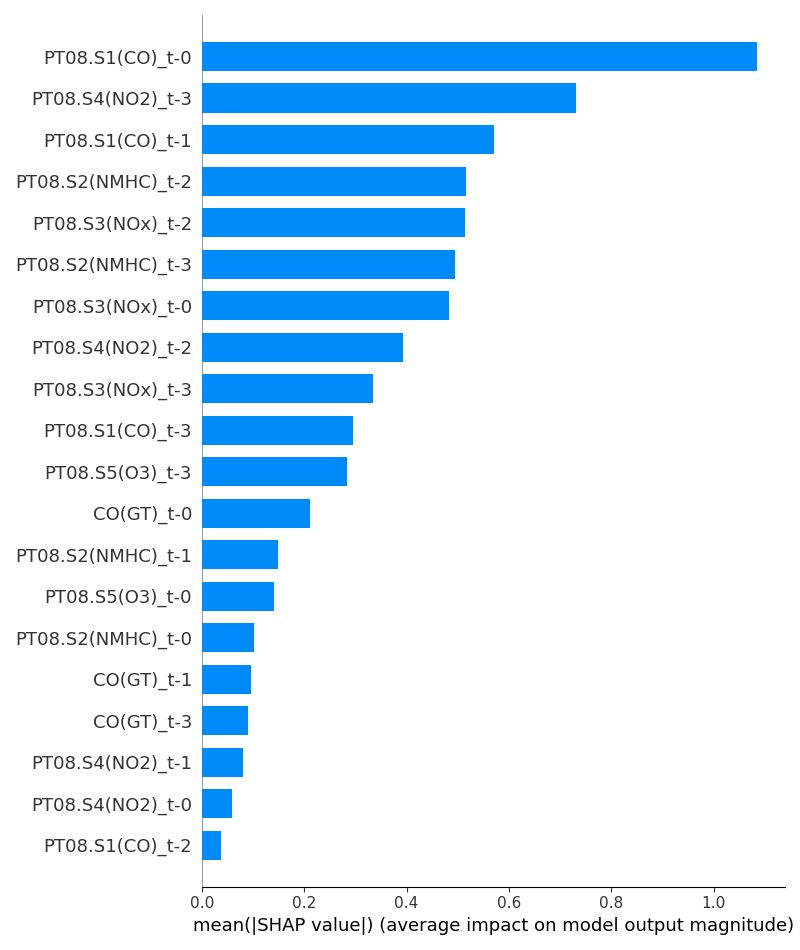 PT08.S1(CO)_t-0
PT08.S4(NO2)_t-3
PT08.S1(CO)_t-1
PT08.S2(NMHC)_t-2
PT08.S3(NOx)_t-2
PT08.S2(NMHC)_t-3
PT08.S3(NOx)_t-0
PT08.S4(NO2)_t-2
PT08.S3(NOx)_t-3
PT08.S1(CO)_t-3
PT08.S5(O3)_t-3
CO(GT)_t-0
PT08.S2(NMHC)_t-1
PT08.S5(O3)_t-0
PT08.S2(NMHC)_t-0
CO(GT)_t-1
CO(GT)_t-3
PT08.S4(NO2)_t-1
PT08.S4(NO2)_t-0
PT08.S1(CO)_t-2
0.0 0.2 0.4 0.6 0.8 1.0
mean(|SHAP value|) (average impact on model output magnitude)